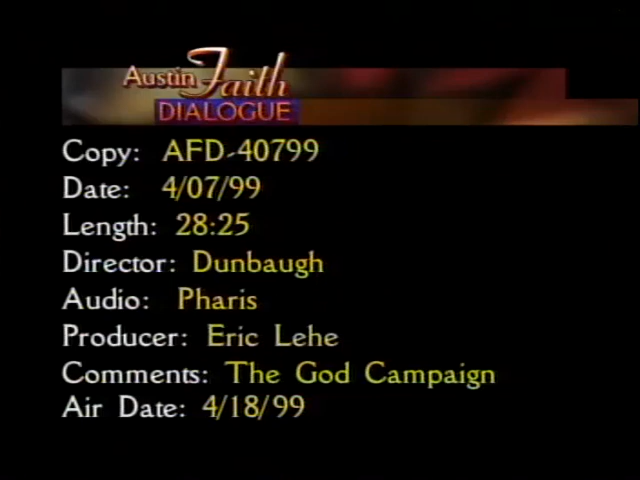 Austin Faith
DIALOGUE
Copy: AFD-40799
Date: 4/07/99
Length: 28:25
Director: Dunbaugh
Audio: Pharis
Producer: Eric Lehe
Comments: The God Campaign
Air Date: 4/18/99